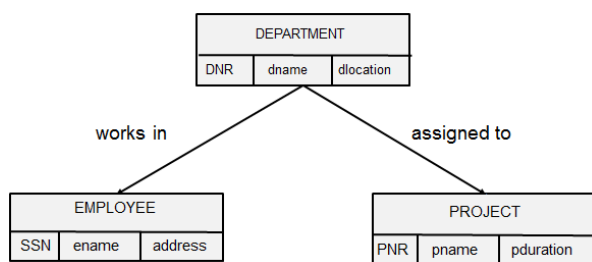 DEPARTMENT
DNR dname dlocation
works in assigned to
EMPLOYEE
SSN ename address
PROJECT
PNR pname pduration